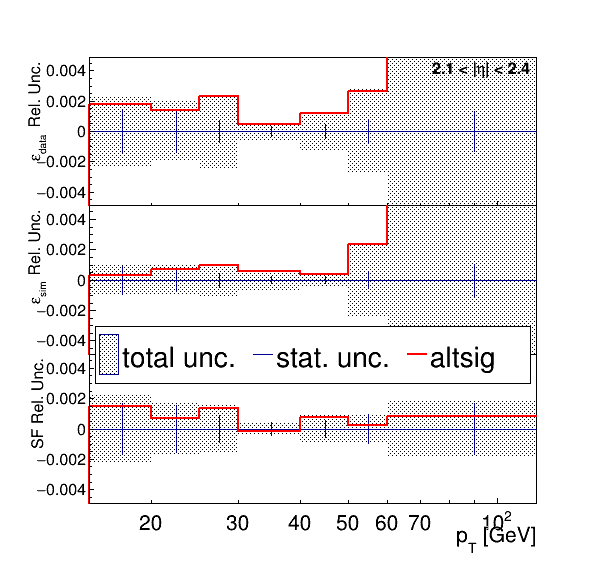 2.1 < |η| < 2.4
ε_data Rel. Unc.
0.004
0.002
0
−0.002
−0.004
ε_sim Rel. Unc.
0.004
0.002
0
−0.002
−0.004
total unc. stat. unc. altsig
SF Rel. Unc.
0.004
0.002
0
−0.002
−0.004
20 30 40 50 60 70 10²
p_T [GeV]